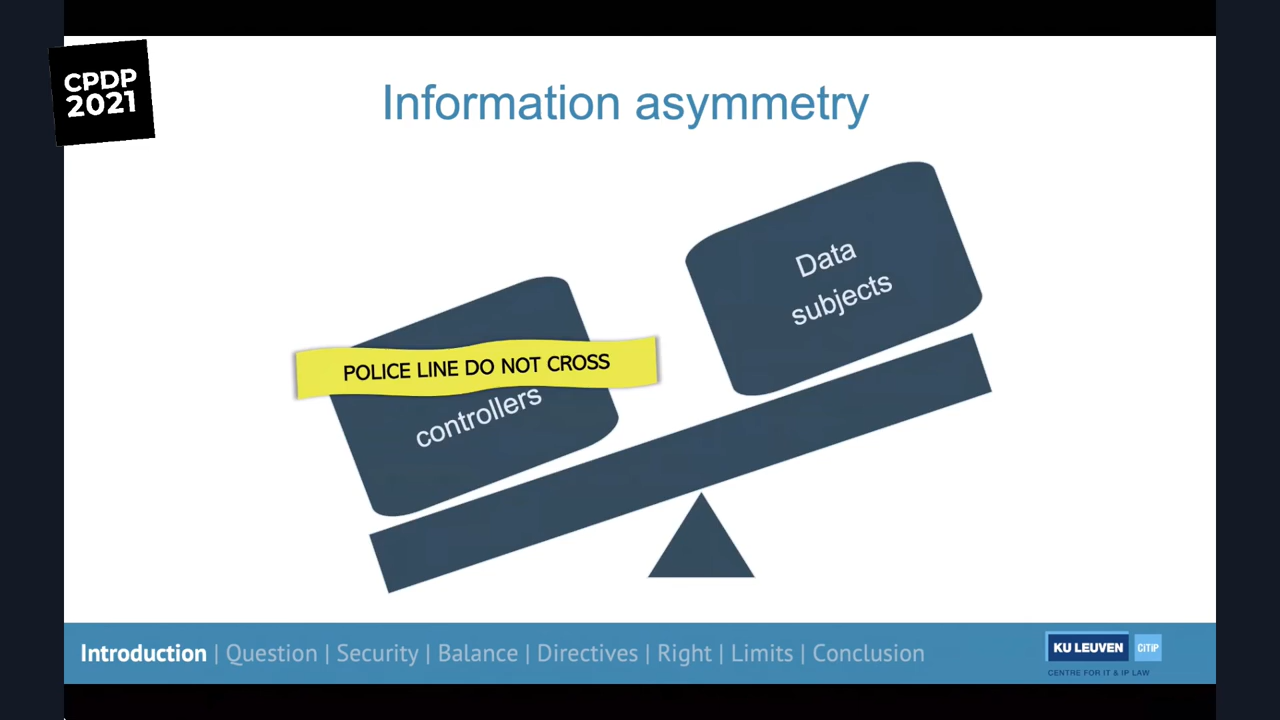 CPDP
2021
Information asymmetry
Data
subjects
POLICE LINE DO NOT CROSS
controllers
Introduction | Question | Security | Balance | Directives | Right | Limits | Conclusion
KU LEUVEN
CITIP
CENTRE FOR IT & IP LAW